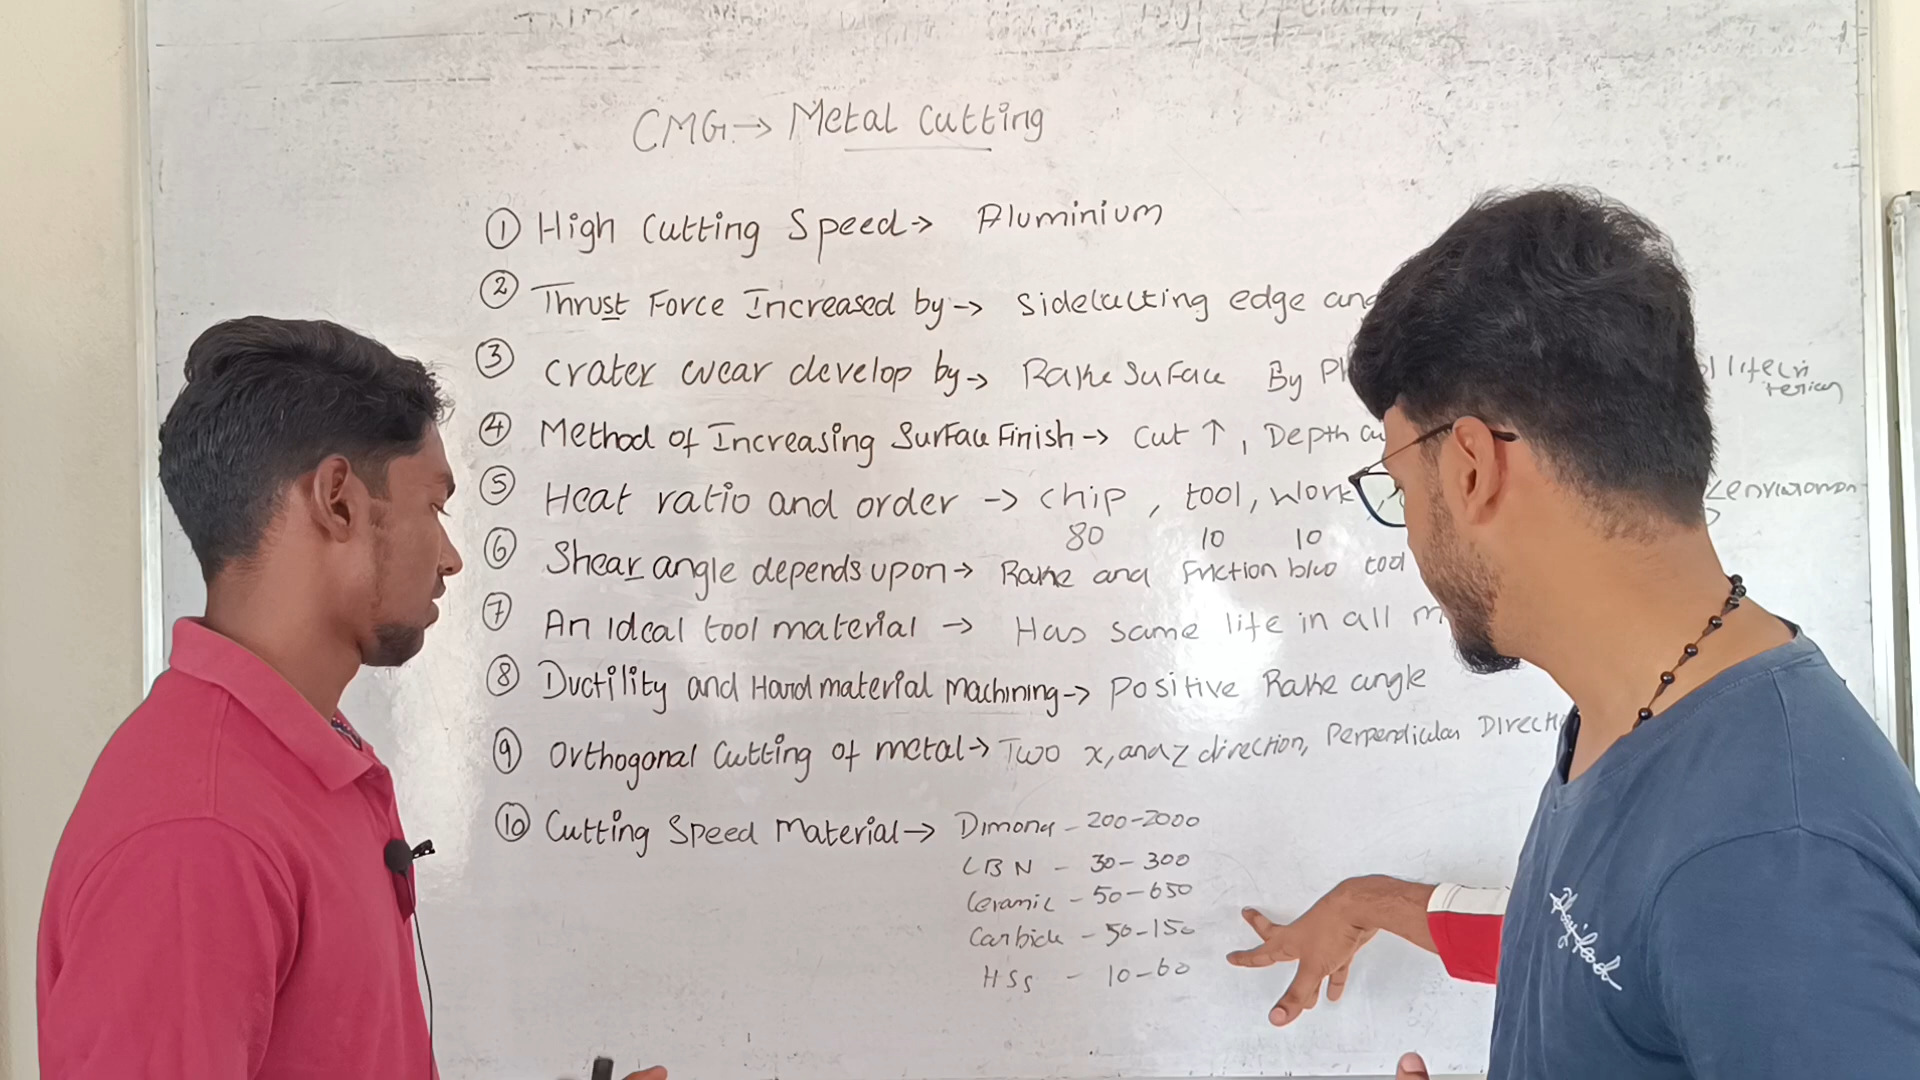 CMG → Metal Cutting
① High Cutting Speed → Aluminium
② Thrust Force Increased by → Sidecutting edge
③ Crater wear develop by → Rake Surface By
④ Method of Increasing Surface Finish → Cut ↑, Depth
⑤ Heat ratio and order → Chip, tool, Work
80 10 10
⑥ Shear angle depends upon → Rake and Friction b/w tool
⑦ An Ideal tool material → Has same life in all
⑧ Ductility and Hard material Machining → Positive Rake angle
⑨ Orthogonal Cutting of metal → Two x, and z direction, Perpendicular
⑩ Cutting Speed Material → Dimond - 200-2000
CBN - 30-300
Ceramic - 50-650
Carbide - 50-150
HSS - 10-60